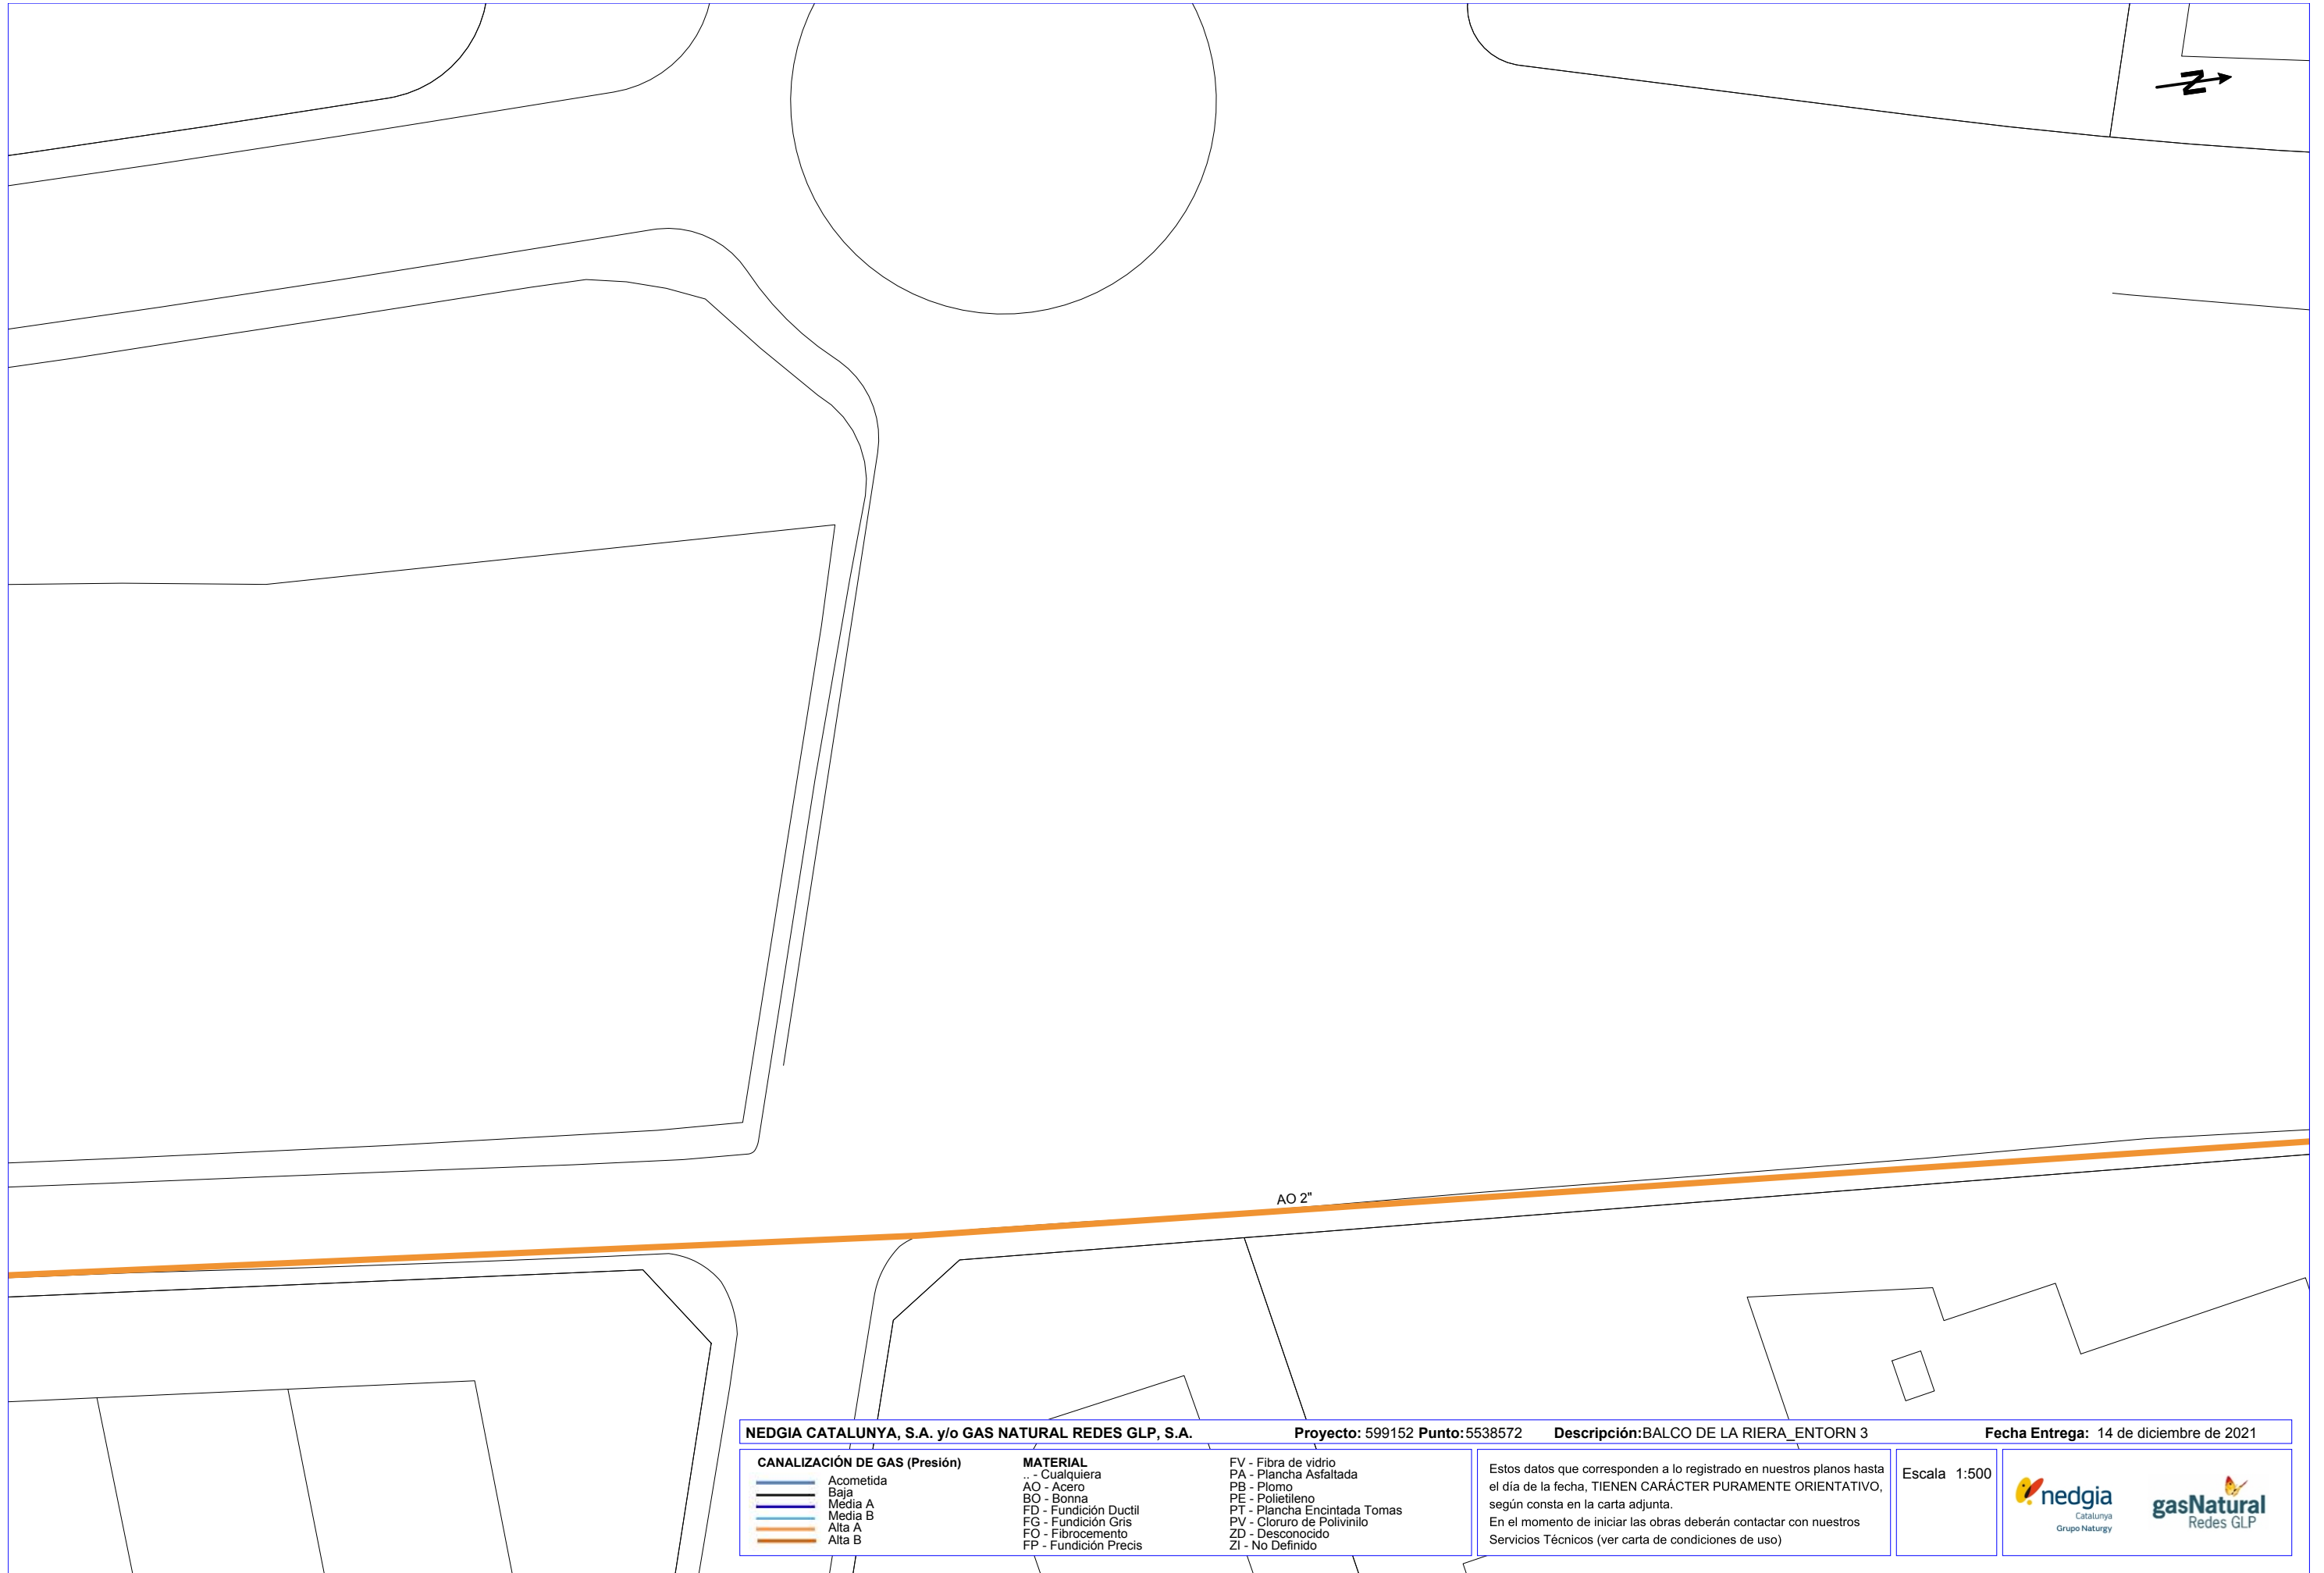 N
AO 2"
NEDGIA CATALUNYA, S.A. y/o GAS NATURAL REDES GLP, S.A. Proyecto: 599152 Punto:5538572 Descripción:BALCO DE LA RIERA_ENTORN 3 Fecha Entrega: 14 de diciembre de 2021
CANALIZACIÓN DE GAS (Presión)
Acometida
Baja
Media A
Media B
Alta A
Alta B
MATERIAL
.. - Cualquiera
AO - Acero
BO - Bonna
FD - Fundición Ductil
FG - Fundición Gris
FO - Fibrocemento
FP - Fundición Precis
FV - Fibra de vidrio
PA - Plancha Asfaltada
PB - Plomo
PE - Polietileno
PT - Plancha Encintada Tomas
PV - Cloruro de Polivinilo
ZD - Desconocido
ZI - No Definido
Estos datos que corresponden a lo registrado en nuestros planos hasta
el día de la fecha, TIENEN CARÁCTER PURAMENTE ORIENTATIVO,
según consta en la carta adjunta.
En el momento de iniciar las obras deberán contactar con nuestros
Servicios Técnicos (ver carta de condiciones de uso)
Escala 1:500
nedgia
Catalunya
Grupo Naturgy
gasNatural
Redes GLP